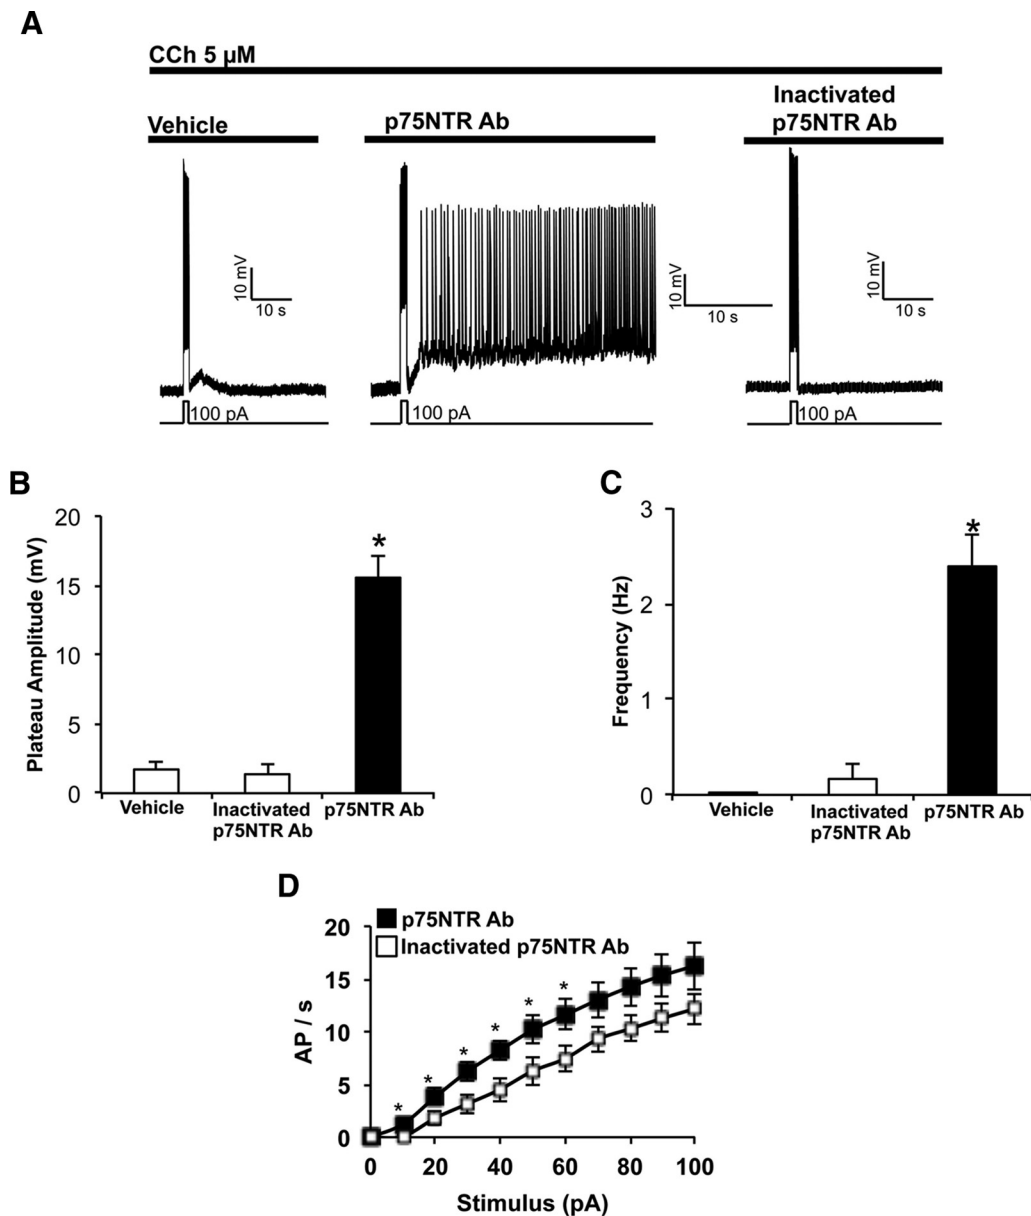 A
CCh 5 µM
Vehicle
p75NTR Ab
Inactivated
p75NTR Ab
10 mV
10 s
10 mV
10 s
10 mV
10 s
100 pA
100 pA
100 pA
B
Plateau Amplitude (mV)
20
15
10
5
0
*
Vehicle
Inactivated
p75NTR Ab
p75NTR Ab
C
Frequency (Hz)
3
2
1
0
*
Vehicle
Inactivated
p75NTR Ab
p75NTR Ab
D
p75NTR Ab
Inactivated p75NTR Ab
AP / s
20
15
10
5
0
* * * * * *
0 20 40 60 80 100
Stimulus (pA)